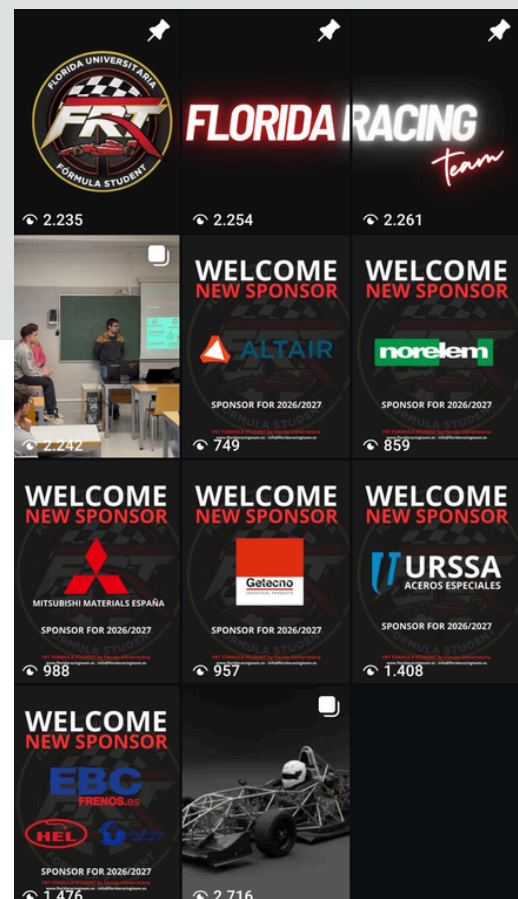 FLORIDA UNIVERSITÀRIA
FRT
FÓRMULA STUDENT
2.235
FLORIDA
2.254
RACING
team
2.261
2.242
WELCOME
NEW SPONSOR
ALTAIR
SPONSOR FOR 2026/2027
749
WELCOME
NEW SPONSOR
norelem
SPONSOR FOR 2026/2027
859
WELCOME
NEW SPONSOR
MITSUBISHI MATERIALS ESPAÑA
SPONSOR FOR 2026/2027
988
WELCOME
NEW SPONSOR
Getecno
INDUSTRIAL PRODUCTS
SPONSOR FOR 2026/2027
957
WELCOME
NEW SPONSOR
URSSA
ACEROS ESPECIALES
SPONSOR FOR 2026/2027
1.408
WELCOME
NEW SPONSOR
EBC
FRENOS.es
HEL
SPONSOR FOR 2026/2027
1.476
2.716